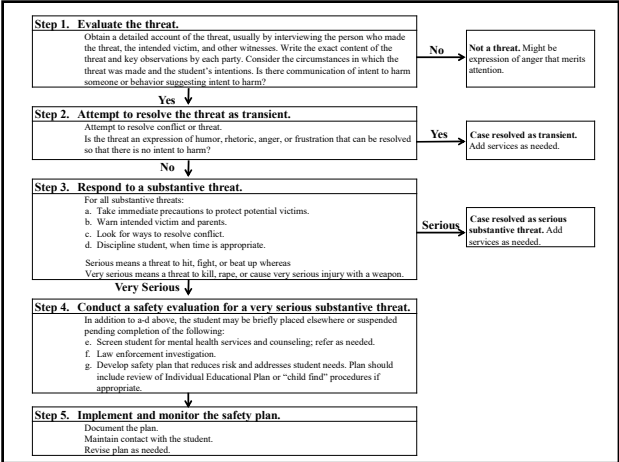 Step 1. Evaluate the threat.
Obtain a detailed account of the threat, usually by interviewing the person who made
the threat, the intended victim, and other witnesses. Write the exact content of the
threat and key observations by each party. Consider the circumstances in which the
threat was made and the student's intentions. Is there communication of intent to harm
someone or behavior suggesting intent to harm?
No
Not a threat. Might be
expression of anger that merits
attention.
Yes
Step 2. Attempt to resolve the threat as transient.
Attempt to resolve conflict or threat.
Is the threat an expression of humor, rhetoric, anger, or frustration that can be resolved
so that there is no intent to harm?
Yes
Case resolved as transient.
Add services as needed.
No
Step 3. Respond to a substantive threat.
For all substantive threats:
a. Take immediate precautions to protect potential victims.
b. Warn intended victim and parents.
c. Look for ways to resolve conflict.
d. Discipline student, when time is appropriate.
Serious means a threat to hit, fight, or beat up whereas
Very serious means a threat to kill, rape, or cause very serious injury with a weapon.
Serious
Case resolved as serious
substantive threat. Add
services as needed.
Very Serious
Step 4. Conduct a safety evaluation for a very serious substantive threat.
In addition to a-d above, the student may be briefly placed elsewhere or suspended
pending completion of the following:
e. Screen student for mental health services and counseling; refer as needed.
f. Law enforcement investigation.
g. Develop safety plan that reduces risk and addresses student needs. Plan should
include review of Individual Educational Plan or "child find" procedures if
appropriate.
Step 5. Implement and monitor the safety plan.
Document the plan.
Maintain contact with the student.
Revise plan as needed.